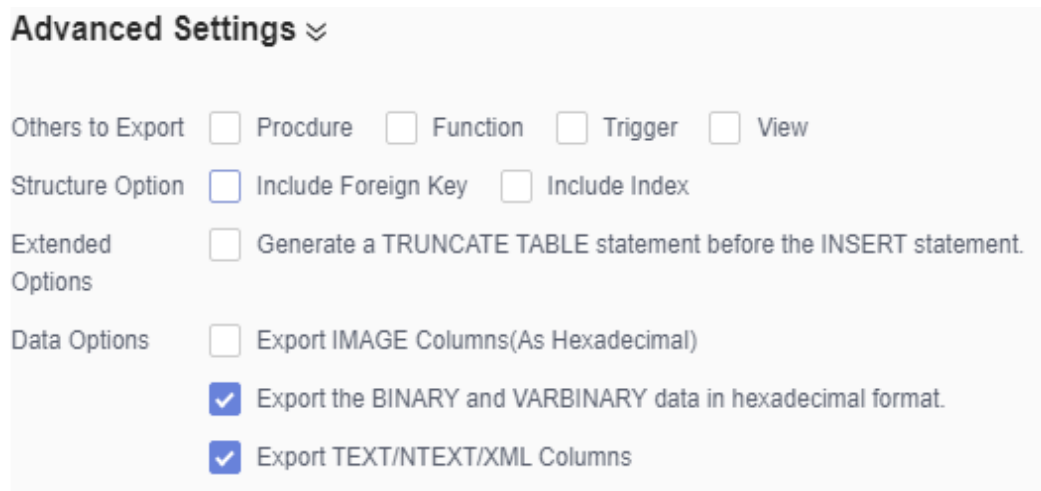 Advanced Settings
Others to Export Procdure Function Trigger View
Structure Option Include Foreign Key Include Index
Extended Options Generate a TRUNCATE TABLE statement before the INSERT statement.
Data Options Export IMAGE Columns(As Hexadecimal)
Export the BINARY and VARBINARY data in hexadecimal format.
Export TEXT/NTEXT/XML Columns